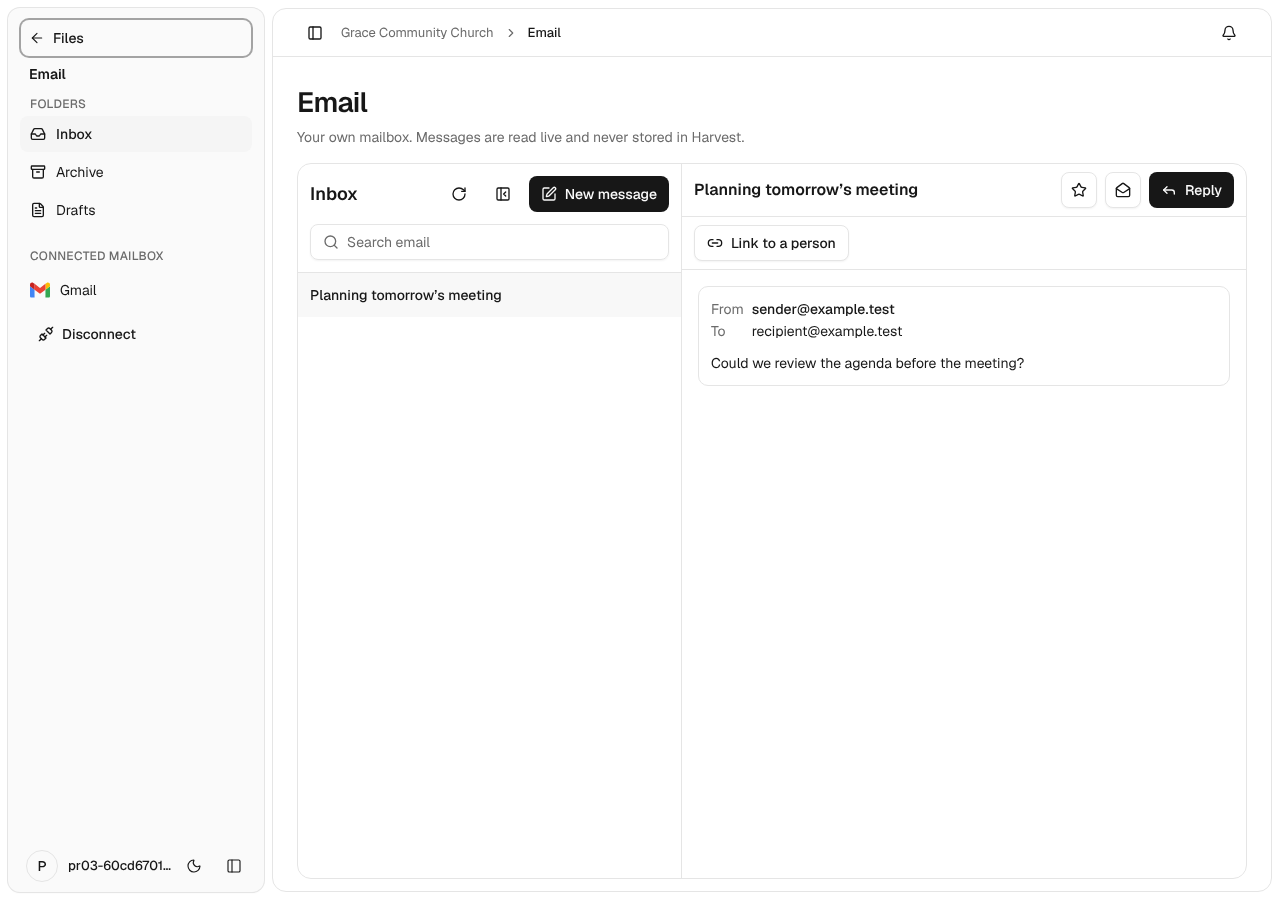 Files
Email
FOLDERS
Inbox
Archive
Drafts
CONNECTED MAILBOX
Gmail
Disconnect
P pr03-60cd6701...
Grace Community Church > Email
Email
Your own mailbox. Messages are read live and never stored in Harvest.
Inbox
New message
Search email
Planning tomorrow’s meeting
Planning tomorrow’s meeting
Reply
Link to a person
From sender@example.test
To recipient@example.test
Could we review the agenda before the meeting?